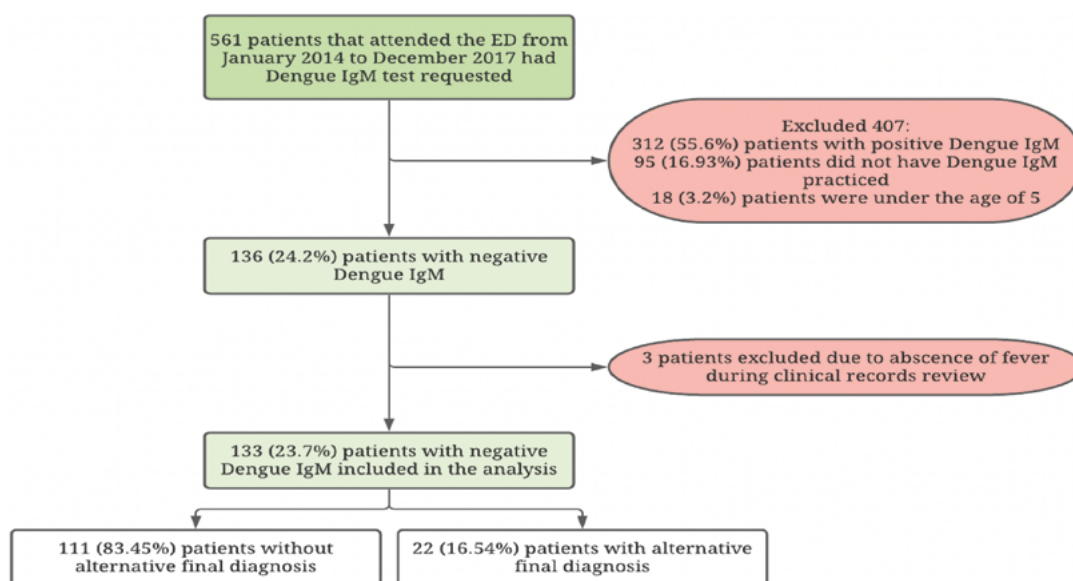 561 patients that attended the ED from
January 2014 to December 2017 had
Dengue IgM test requested
Excluded 407:
312 (55.6%) patients with positive Dengue IgM
95 (16.93%) patients did not have Dengue IgM
practiced
18 (3.2%) patients were under the age of 5
136 (24.2%) patients with negative
Dengue IgM
3 patients excluded due to absence of fever
during clinical records review
133 (23.7%) patients with negative
Dengue IgM included in the analysis
111 (83.45%) patients without
alternative final diagnosis
22 (16.54%) patients with alternative
final diagnosis